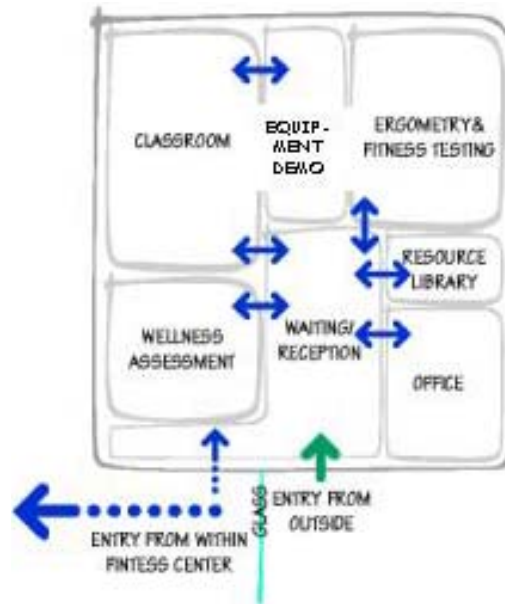 CLASSROOM
EQUIP-
MENT
DEMO
ERGOMETRY &
FITNESS TESTING
RESOURCE
LIBRARY
WELLNESS
ASSESSMENT
WAITING/
RECEPTION
OFFICE
GLASS
ENTRY FROM
OUTSIDE
ENTRY FROM WITHIN
FINTESS CENTER